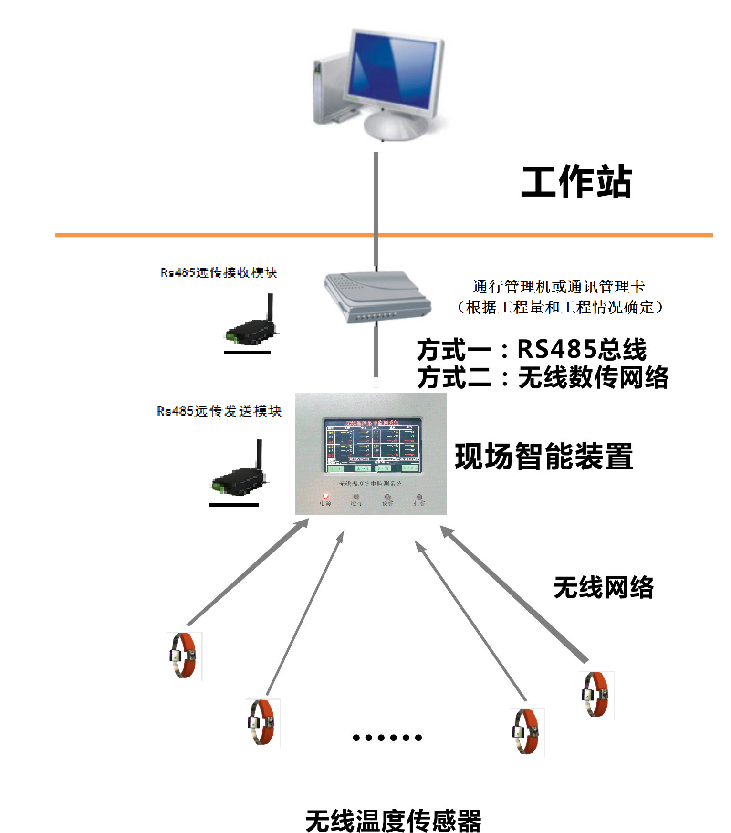 工作站
Rs485远传接收模块
通行管理机或通讯管理卡
（根据工程量和工程情况确定）
方式一：RS485总线
方式二：无线数传网络
Rs485远传发送模块
现场智能装置
无线网络
......
无线温度传感器